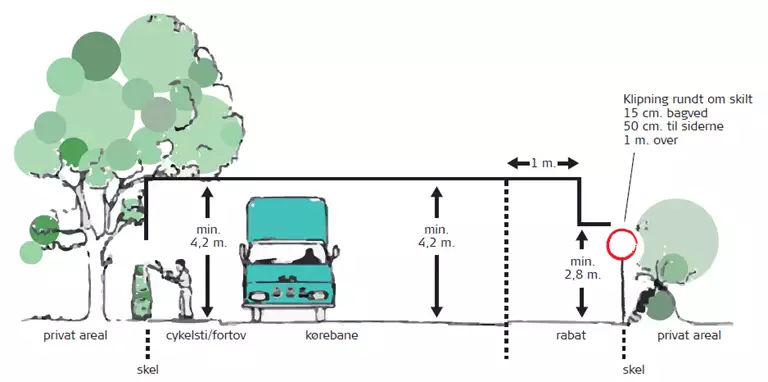 Klipning rundt om skilt
15 cm. bagved
50 cm. til siderne
1 m. over
1 m.
min.
4,2 m.
min.
4,2 m.
min.
2,8 m.
privat areal
cykelsti/fortov
kørebane
rabat
privat areal
skel
skel